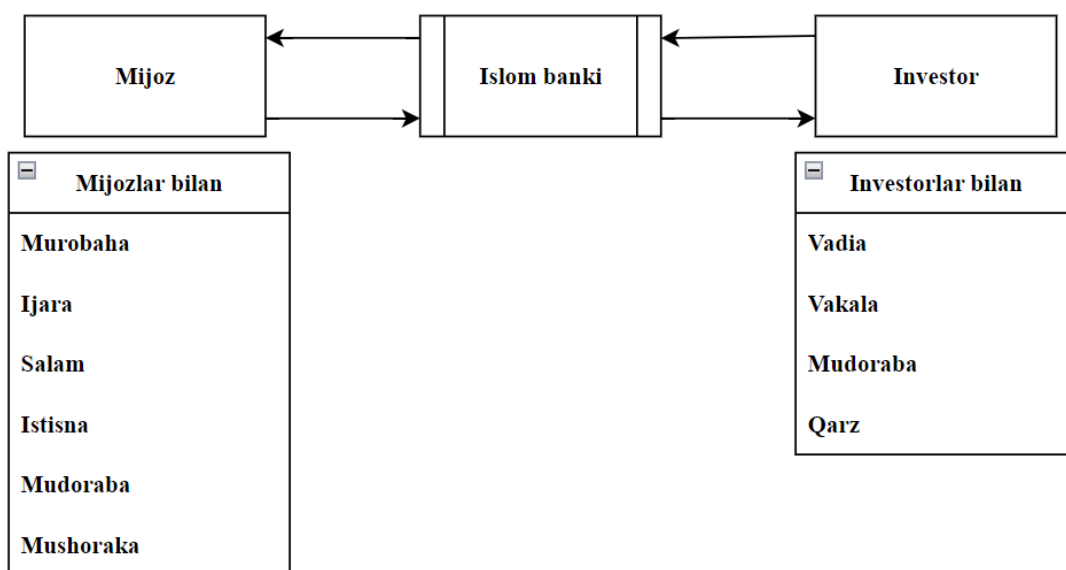 Mijoz
Islom banki
Investor
Mijozlar bilan
Murobaha
Ijara
Salam
Istisna
Mudoraba
Mushoraka
Investorlar bilan
Vadia
Vakala
Mudoraba
Qarz